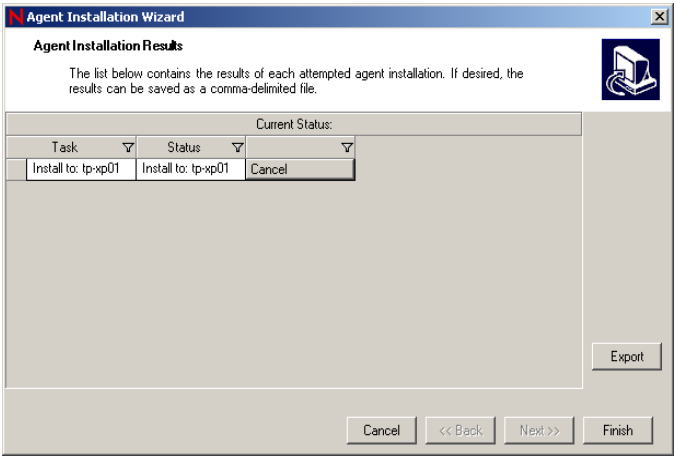 Agent Installation Wizard
Agent Installation Results
The list below contains the results of each attempted agent installation. If desired, the
results can be saved as a comma-delimited file.
Current Status:
Task Status
Install to: tp-xp01 Install to: tp-xp01 Cancel
Export
Cancel << Back Next >> Finish